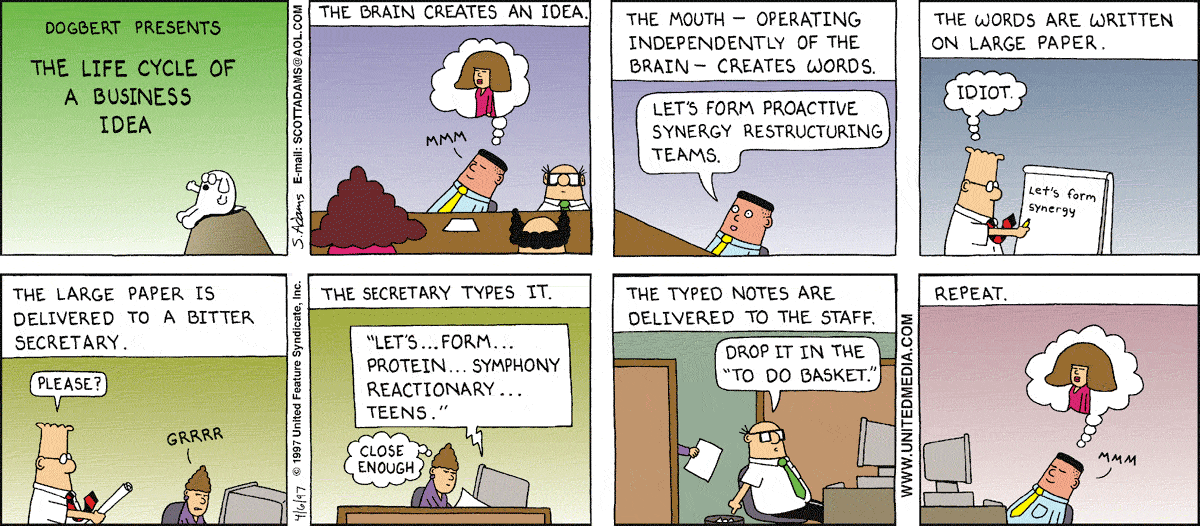 DOGBERT PRESENTS
THE LIFE CYCLE OF
A BUSINESS
IDEA
S. Adams E-mail: SCOTTADAMS@AOL.COM
THE BRAIN CREATES AN IDEA.
MMM
THE MOUTH — OPERATING
INDEPENDENTLY OF THE
BRAIN — CREATES WORDS.
LET'S FORM PROACTIVE
SYNERGY RESTRUCTURING
TEAMS.
THE WORDS ARE WRITTEN
ON LARGE PAPER.
IDIOT.
Let's form
synergy
THE LARGE PAPER IS
DELIVERED TO A BITTER
SECRETARY.
PLEASE?
GRRRR
4/6/97 © 1997 United Feature Syndicate, Inc.
THE SECRETARY TYPES IT.
"LET'S...FORM...
PROTEIN... SYMPHONY
REACTIONARY...
TEENS."
CLOSE
ENOUGH
THE TYPED NOTES ARE
DELIVERED TO THE STAFF.
DROP IT IN THE
"TO DO BASKET."
WWW.UNITEDMEDIA.COM
REPEAT.
MMM